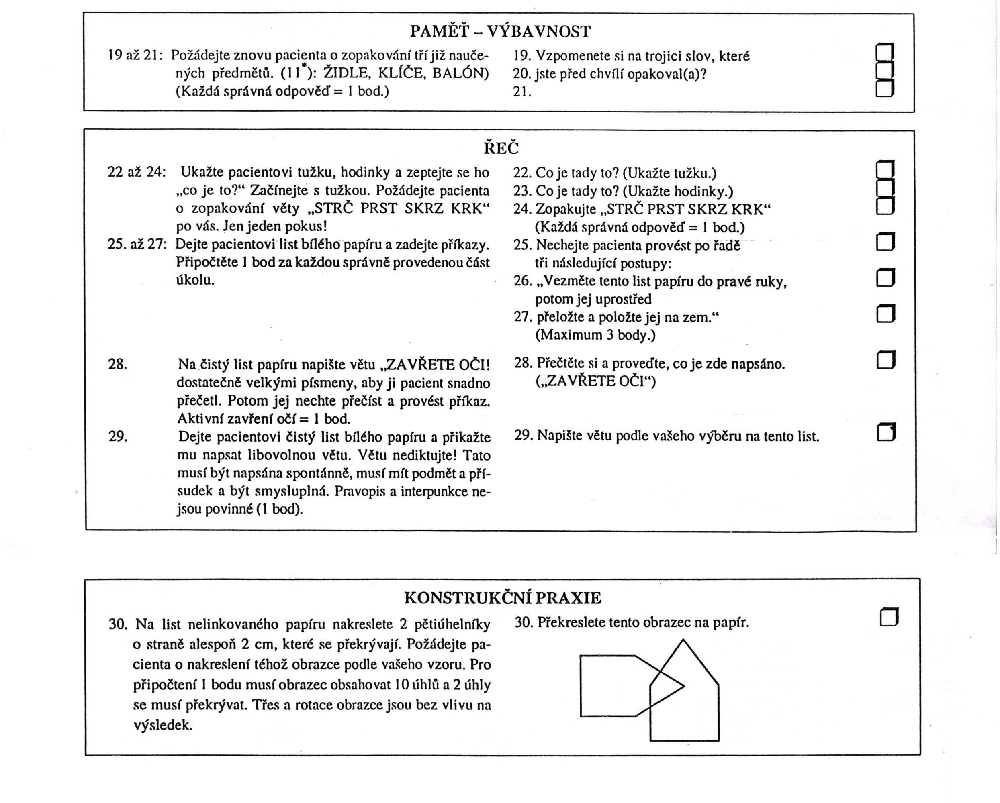 PAMĚŤ – VÝBAVNOST
19 až 21: Požádejte znovu pacienta o zopakování tří již nauče-
ných předmětů. (11*): ŽIDLE, KLÍČE, BALÓN)
(Každá správná odpověď = 1 bod.)
19. Vzpomenete si na trojici slov, které
20. jste před chvílí opakoval(a)?
21.
ŘEČ
22 až 24: Ukažte pacientovi tužku, hodinky a zeptejte se ho
„co je to?“ Začínejte s tužkou. Požádejte pacienta
o zopakování věty „STRČ PRST SKRZ KRK“
po vás. Jen jeden pokus!
25. až 27: Dejte pacientovi list bílého papíru a zadejte příkazy.
Připočtěte 1 bod za každou správně provedenou část
úkolu.
28. Na čistý list papíru napište větu „ZAVŘETE OČI!
dostatečně velkými písmeny, aby ji pacient snadno
přečetl. Potom jej nechte přečíst a provést příkaz.
Aktivní zavření očí = 1 bod.
29. Dejte pacientovi čistý list bílého papíru a přikažte
mu napsat libovolnou větu. Větu nediktujte! Tato
musí být napsána spontánně, musí mít podmět a pří-
sudek a být smysluplná. Pravopis a interpunkce ne-
jsou povinné (1 bod).
22. Co je tady to? (Ukažte tužku.)
23. Co je tady to? (Ukažte hodinky.)
24. Zopakujte „STRČ PRST SKRZ KRK“
(Každá správná odpověď = 1 bod.)
25. Nechejte pacienta provést po řadě
tři následující postupy:
26. „Vezměte tento list papíru do pravé ruky,
potom jej uprostřed
27. přeložte a položte jej na zem.“
(Maximum 3 body.)
28. Přečtěte si a proveďte, co je zde napsáno.
(„ZAVŘETE OČI“)
29. Napište větu podle vašeho výběru na tento list.
KONSTRUKČNÍ PRAXIE
30. Na list nelinkovaného papíru nakreslete 2 pětiúhelníky
o straně alespoň 2 cm, které se překrývají. Požádejte pa-
cienta o nakreslení téhož obrazce podle vašeho vzoru. Pro
připočtení 1 bodu musí obrazec obsahovat 10 úhlů a 2 úhly
se musí překrývat. Třes a rotace obrazce jsou bez vlivu na
výsledek.
30. Překreslete tento obrazec na papír.